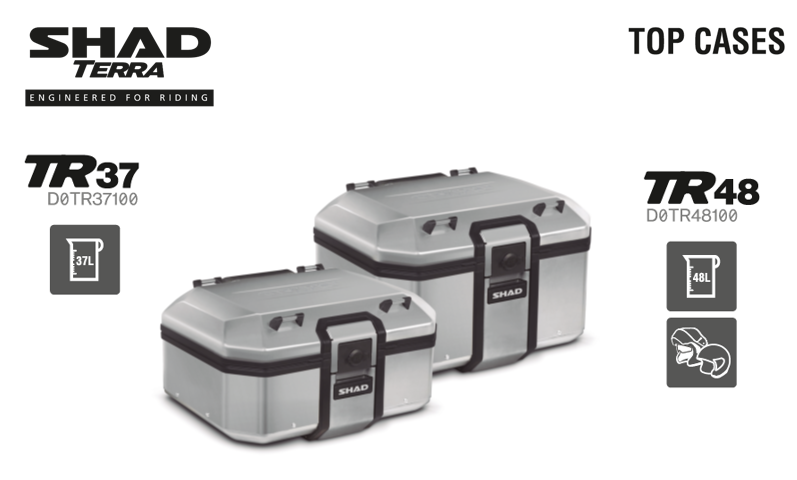 SHAD
TERRA
ENGINEERED FOR RIDING
TOP CASES
TR37
D0TR37100
37L
TR48
D0TR48100
48L
SHAD
SHAD